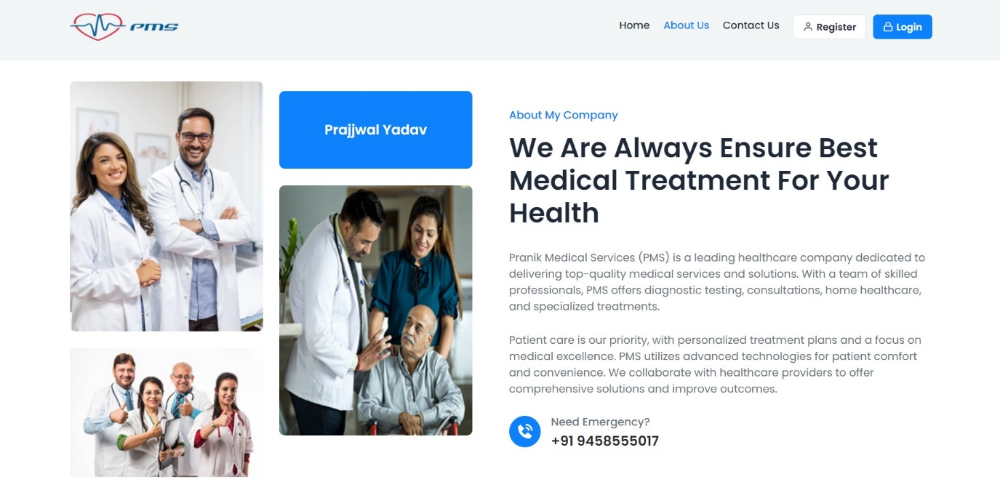 PMS
Home
About Us
Contact Us
Register
Login
Prajjwal Yadav
About My Company
We Are Always Ensure Best
Medical Treatment For Your
Health
Pranik Medical Services (PMS) is a leading healthcare company dedicated to
delivering top-quality medical services and solutions. With a team of skilled
professionals, PMS offers diagnostic testing, consultations, home healthcare,
and specialized treatments.
Patient care is our priority, with personalized treatment plans and a focus on
medical excellence. PMS utilizes advanced technologies for patient comfort
and convenience. We collaborate with healthcare providers to offer
comprehensive solutions and improve outcomes.
Need Emergency?
+91 9458555017